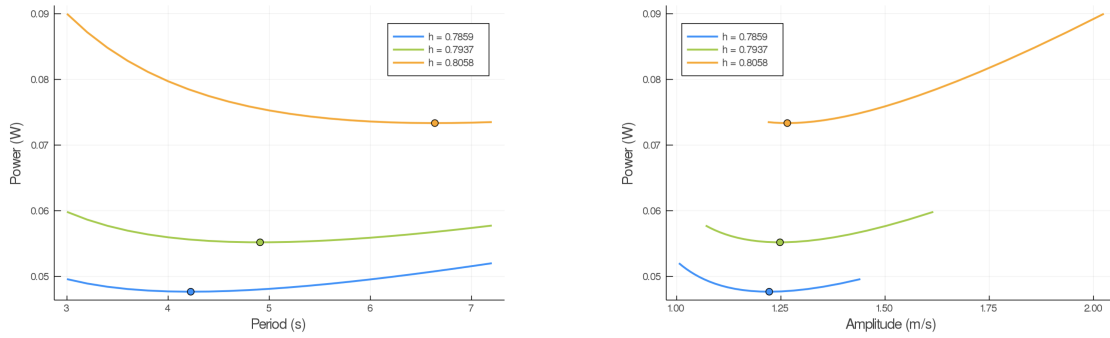 0.09
0.08
0.07
0.06
0.05
Power (W)
3
4
5
6
7
Period (s)
h = 0.7859
h = 0.7937
h = 0.8058
0.09
0.08
0.07
0.06
0.05
Power (W)
1.00
1.25
1.50
1.75
2.00
Amplitude (m/s)
h = 0.7859
h = 0.7937
h = 0.8058